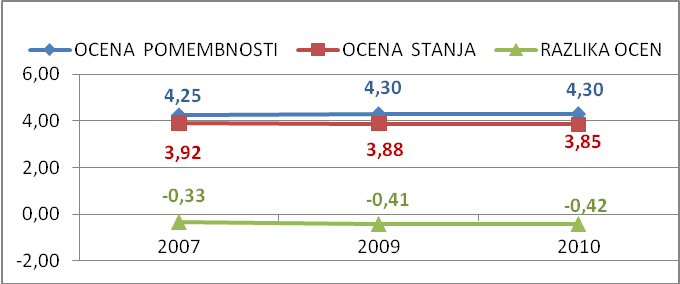 OCENA POMEMBNOSTI OCENA STANJA RAZLIKA OCEN
6,00
4,25 4,30 4,30
4,00
3,92 3,88 3,85
2,00
-0,33 -0,41 -0,42
0,00
2007 2009 2010
-2,00